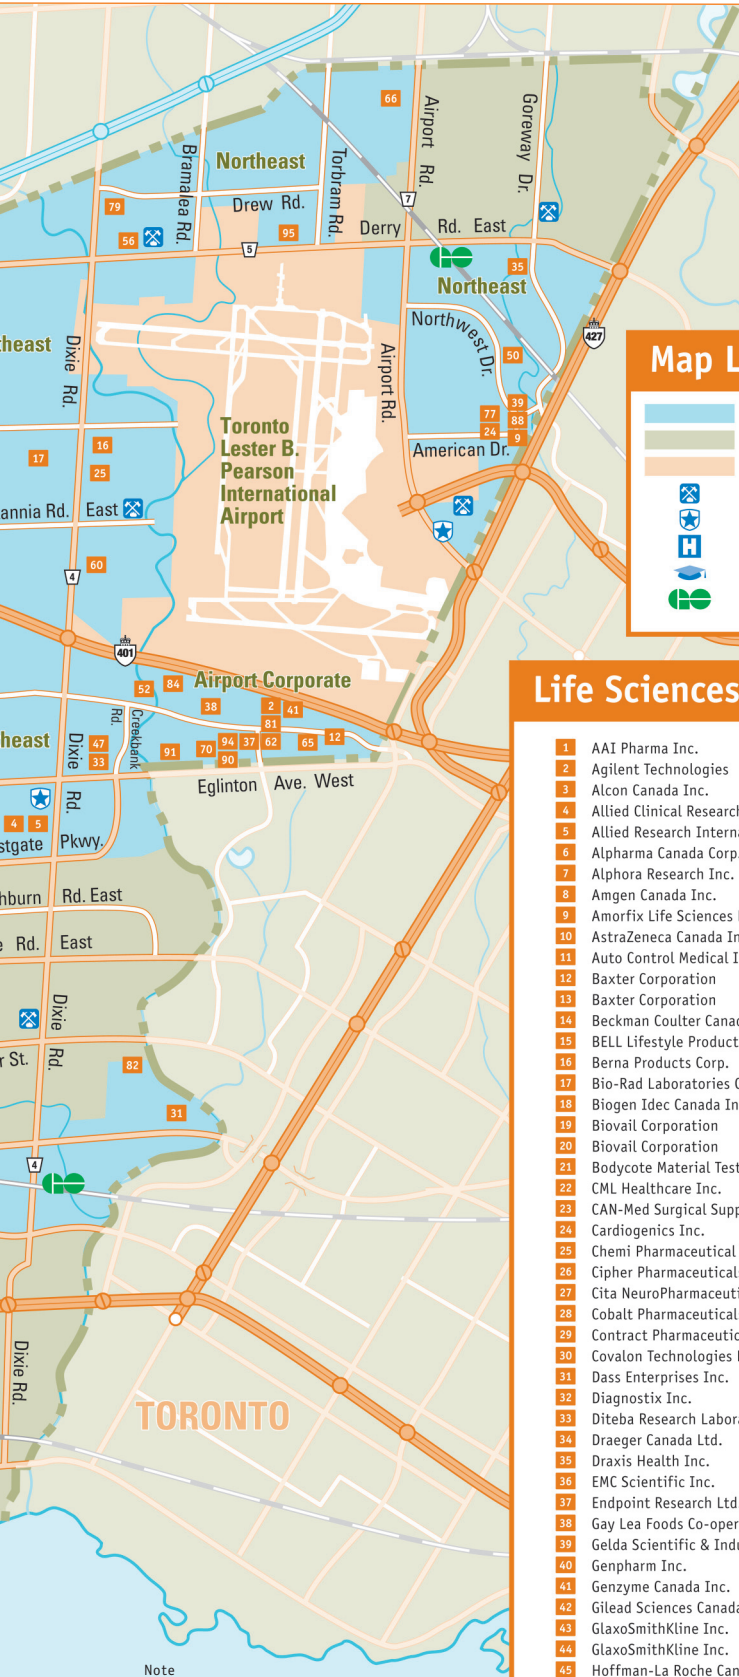 66
Airport Rd.
Goreway Dr.
Bramalea Rd.
Northeast
Torbram Rd.
79
Drew Rd.
7
56
95
Derry Rd. East
5
35
Northeast
427
Northwest Dr.
theast
Dixie Rd.
Airport Rd.
50
Map L
39
77
88
24
9
American Dr.
Toronto
Lester B.
Pearson
International
Airport
16
17
25
annia Rd. East
60
4
H
GO
401
Airport Corporate
52
84
38
2
41
81
12
94
37
62
65
70
91
90
heast
Dixie Rd.
47
33
Creekbank Rd.
Eglinton Ave. West
4
5
stgate Pkwy.
hburn Rd. East
e Rd. East
Dixie Rd.
r St.
82
31
4
GO
Dixie Rd.
TORONTO
Note
Life Sciences
1 AAI Pharma Inc.
2 Agilent Technologies
3 Alcon Canada Inc.
4 Allied Clinical Research
5 Allied Research Interna
6 Alpharma Canada Corp.
7 Alphora Research Inc.
8 Amgen Canada Inc.
9 Amorfix Life Sciences
10 AstraZeneca Canada In
11 Auto Control Medical I
12 Baxter Corporation
13 Baxter Corporation
14 Beckman Coulter Canad
15 BELL Lifestyle Product
16 Berna Products Corp.
17 Bio-Rad Laboratories C
18 Biogen Idec Canada In
19 Biovail Corporation
20 Biovail Corporation
21 Bodycote Material Test
22 CML Healthcare Inc.
23 CAN-Med Surgical Supp
24 Cardiogenics Inc.
25 Chemi Pharmaceutical
26 Cipher Pharmaceutical
27 Cita NeuroPharmaceuti
28 Cobalt Pharmaceutical
29 Contract Pharmaceutic
30 Covalon Technologies
31 Dass Enterprises Inc.
32 Diagnostix Inc.
33 Diteba Research Labora
34 Draeger Canada Ltd.
35 Draxis Health Inc.
36 EMC Scientific Inc.
37 Endpoint Research Ltd
38 Gay Lea Foods Co-oper
39 Gelda Scientific & Indu
40 Genpharm Inc.
41 Genzyme Canada Inc.
42 Gilead Sciences Canada
43 GlaxoSmithKline Inc.
44 GlaxoSmithKline Inc.
45 Hoffman-La Roche Can